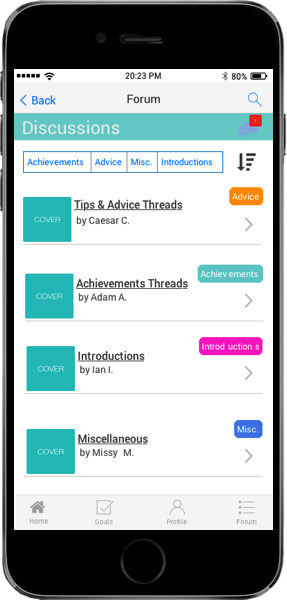 20:23 PM 80%
Back Forum
Discussions
Achievements Advice Misc. Introductions
Advice
Tips & Advice Threads
COVER
by Caesar C.
Achiev ements
Achievements Threads
COVER
by Adam A.
Introd uction s
Introductions
COVER
by Ian I.
Misc.
Miscellaneous
COVER
by Missy M.
Home Goals Profile Forum